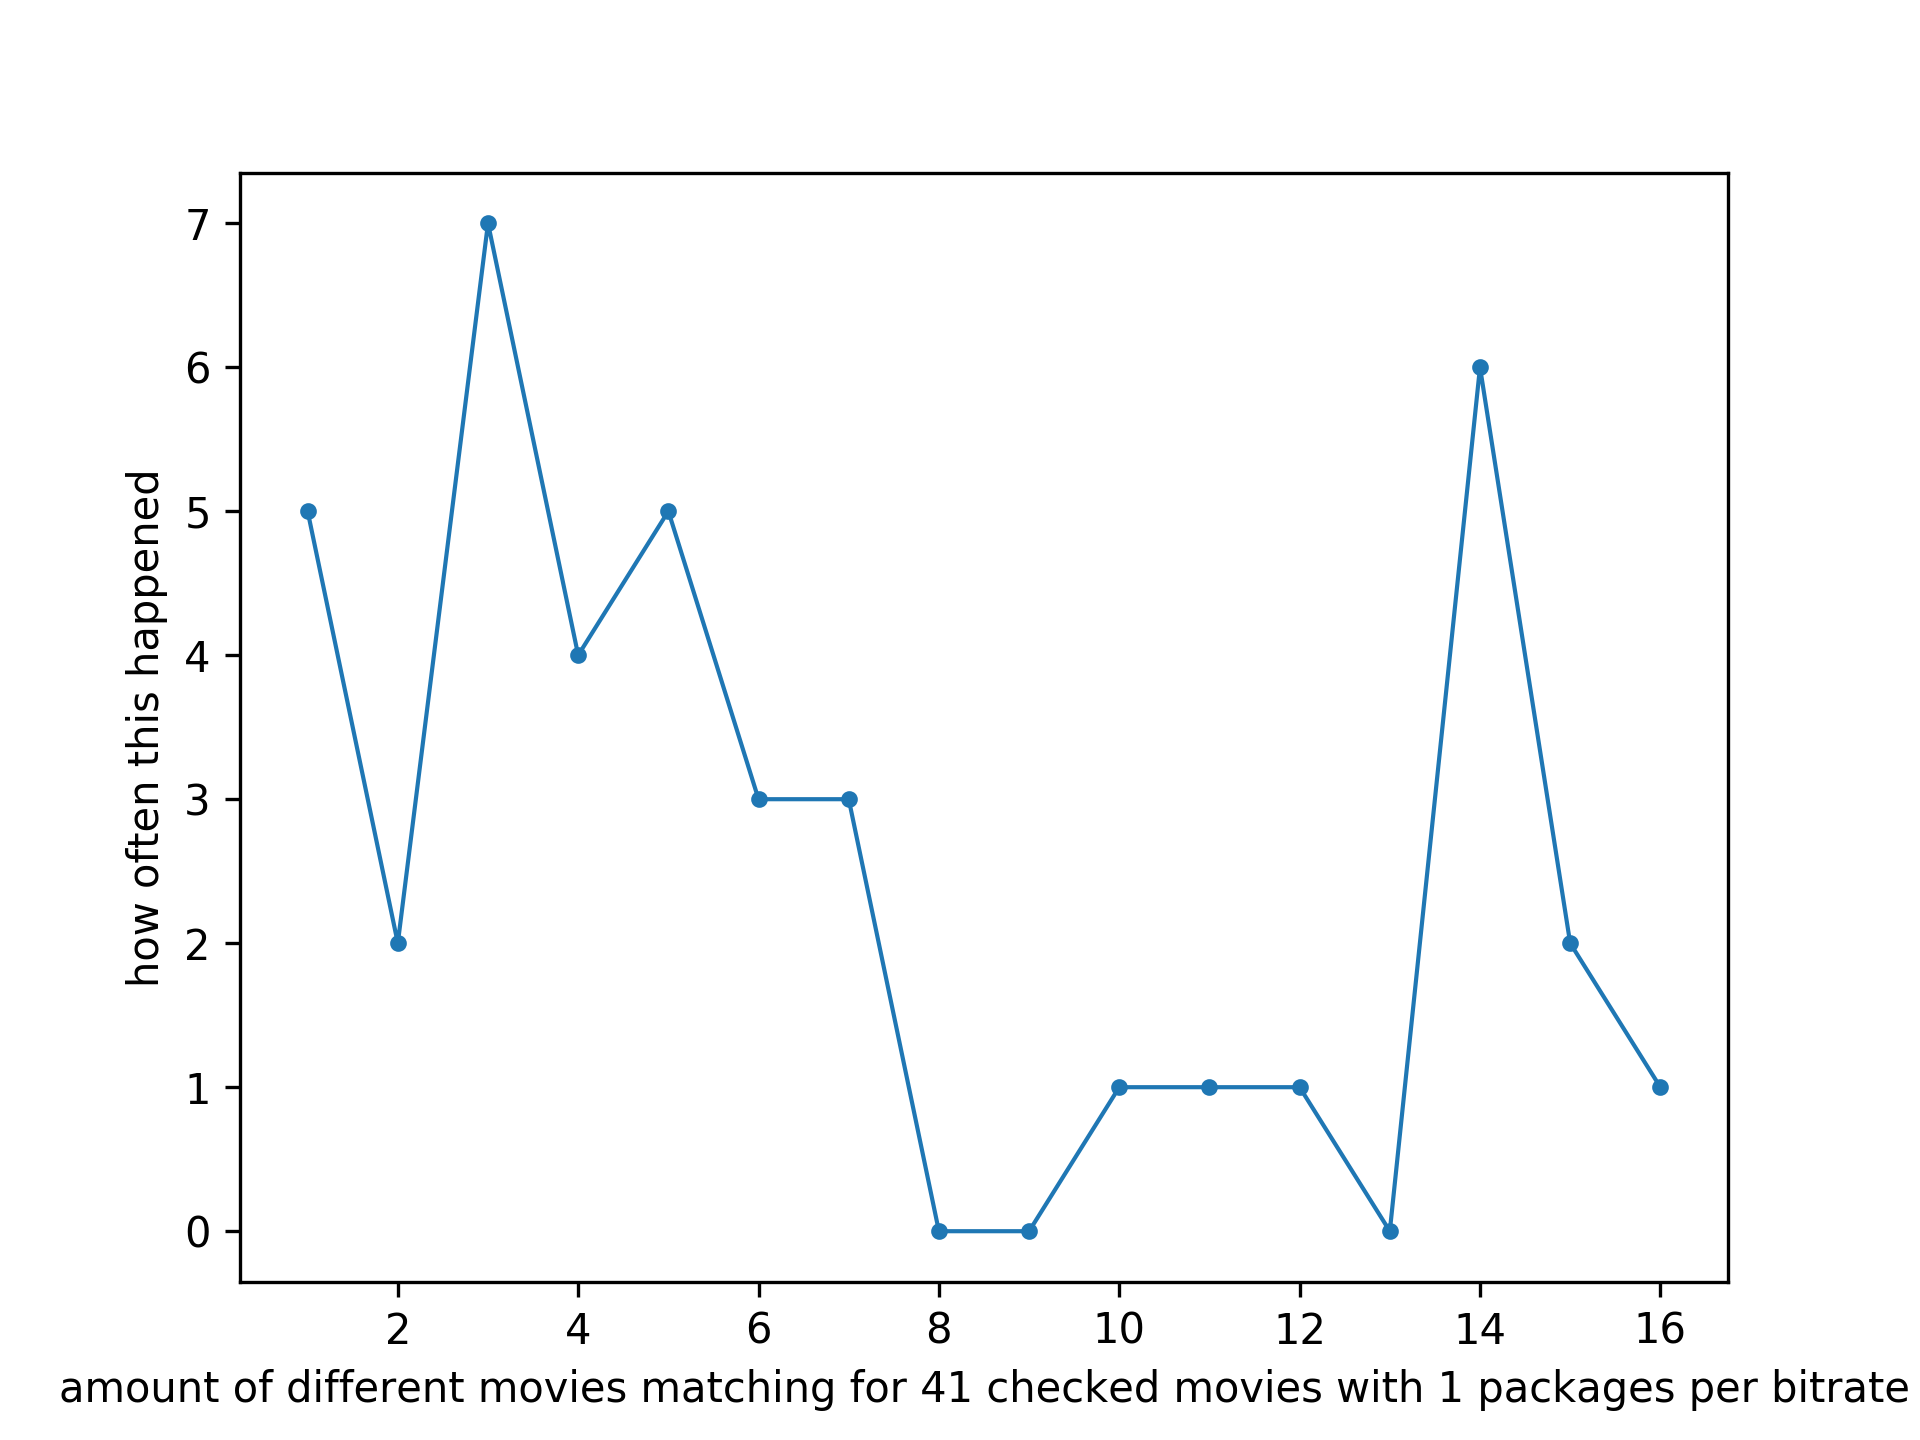 7
6
5
4
3
2
1
0
how often this happened
2 4 6 8 10 12 14 16
amount of different movies matching for 41 checked movies with 1 packages per bitrate